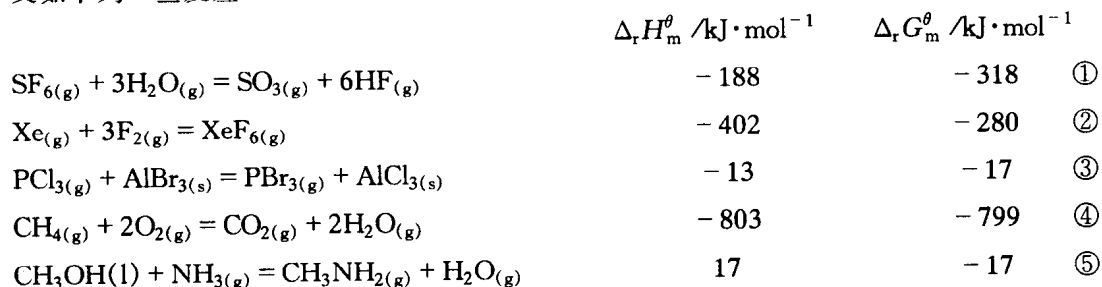 Δ_rH_m^θ /kJ·mol⁻¹ Δ_rG_m^θ /kJ·mol⁻¹
SF₆₍g₎ + 3H₂O₍g₎ = SO₃₍g₎ + 6HF₍g₎ −188 −318 ①
Xe₍g₎ + 3F₂₍g₎ = XeF₆₍g₎ −402 −280 ②
PCl₃₍g₎ + AlBr₃₍s₎ = PBr₃₍g₎ + AlCl₃₍s₎ −13 −17 ③
CH₄₍g₎ + 2O₂₍g₎ = CO₂₍g₎ + 2H₂O₍g₎ −803 −799 ④
CH₃OH(l) + NH₃₍g₎ = CH₃NH₂₍g₎ + H₂O₍g₎ 17 −17 ⑤